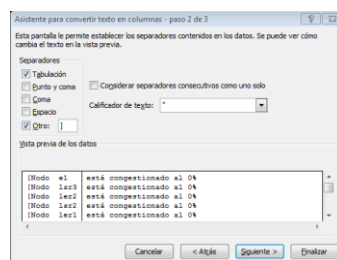 Asistente para convertir texto en columnas - paso 2 de 3
Esta pantalla le permite establecer los separadores contenidos en los datos. Se puede ver cómo
cambia el texto en la vista previa.
Separadores
Tabulación
Punto y coma
Coma
Espacio
Otro: ]
Considerar separadores consecutivos como uno solo
Calificador de texto: "
Vista previa de los datos
[Nodo e1 está congestionado al 0%
[Nodo lsr3 está congestionado al 0%
[Nodo ler2 está congestionado al 0%
[Nodo lsr2 está congestionado al 0%
[Nodo ler1 está congestionado al 0%
Cancelar < Atrás Siguiente > Finalizar